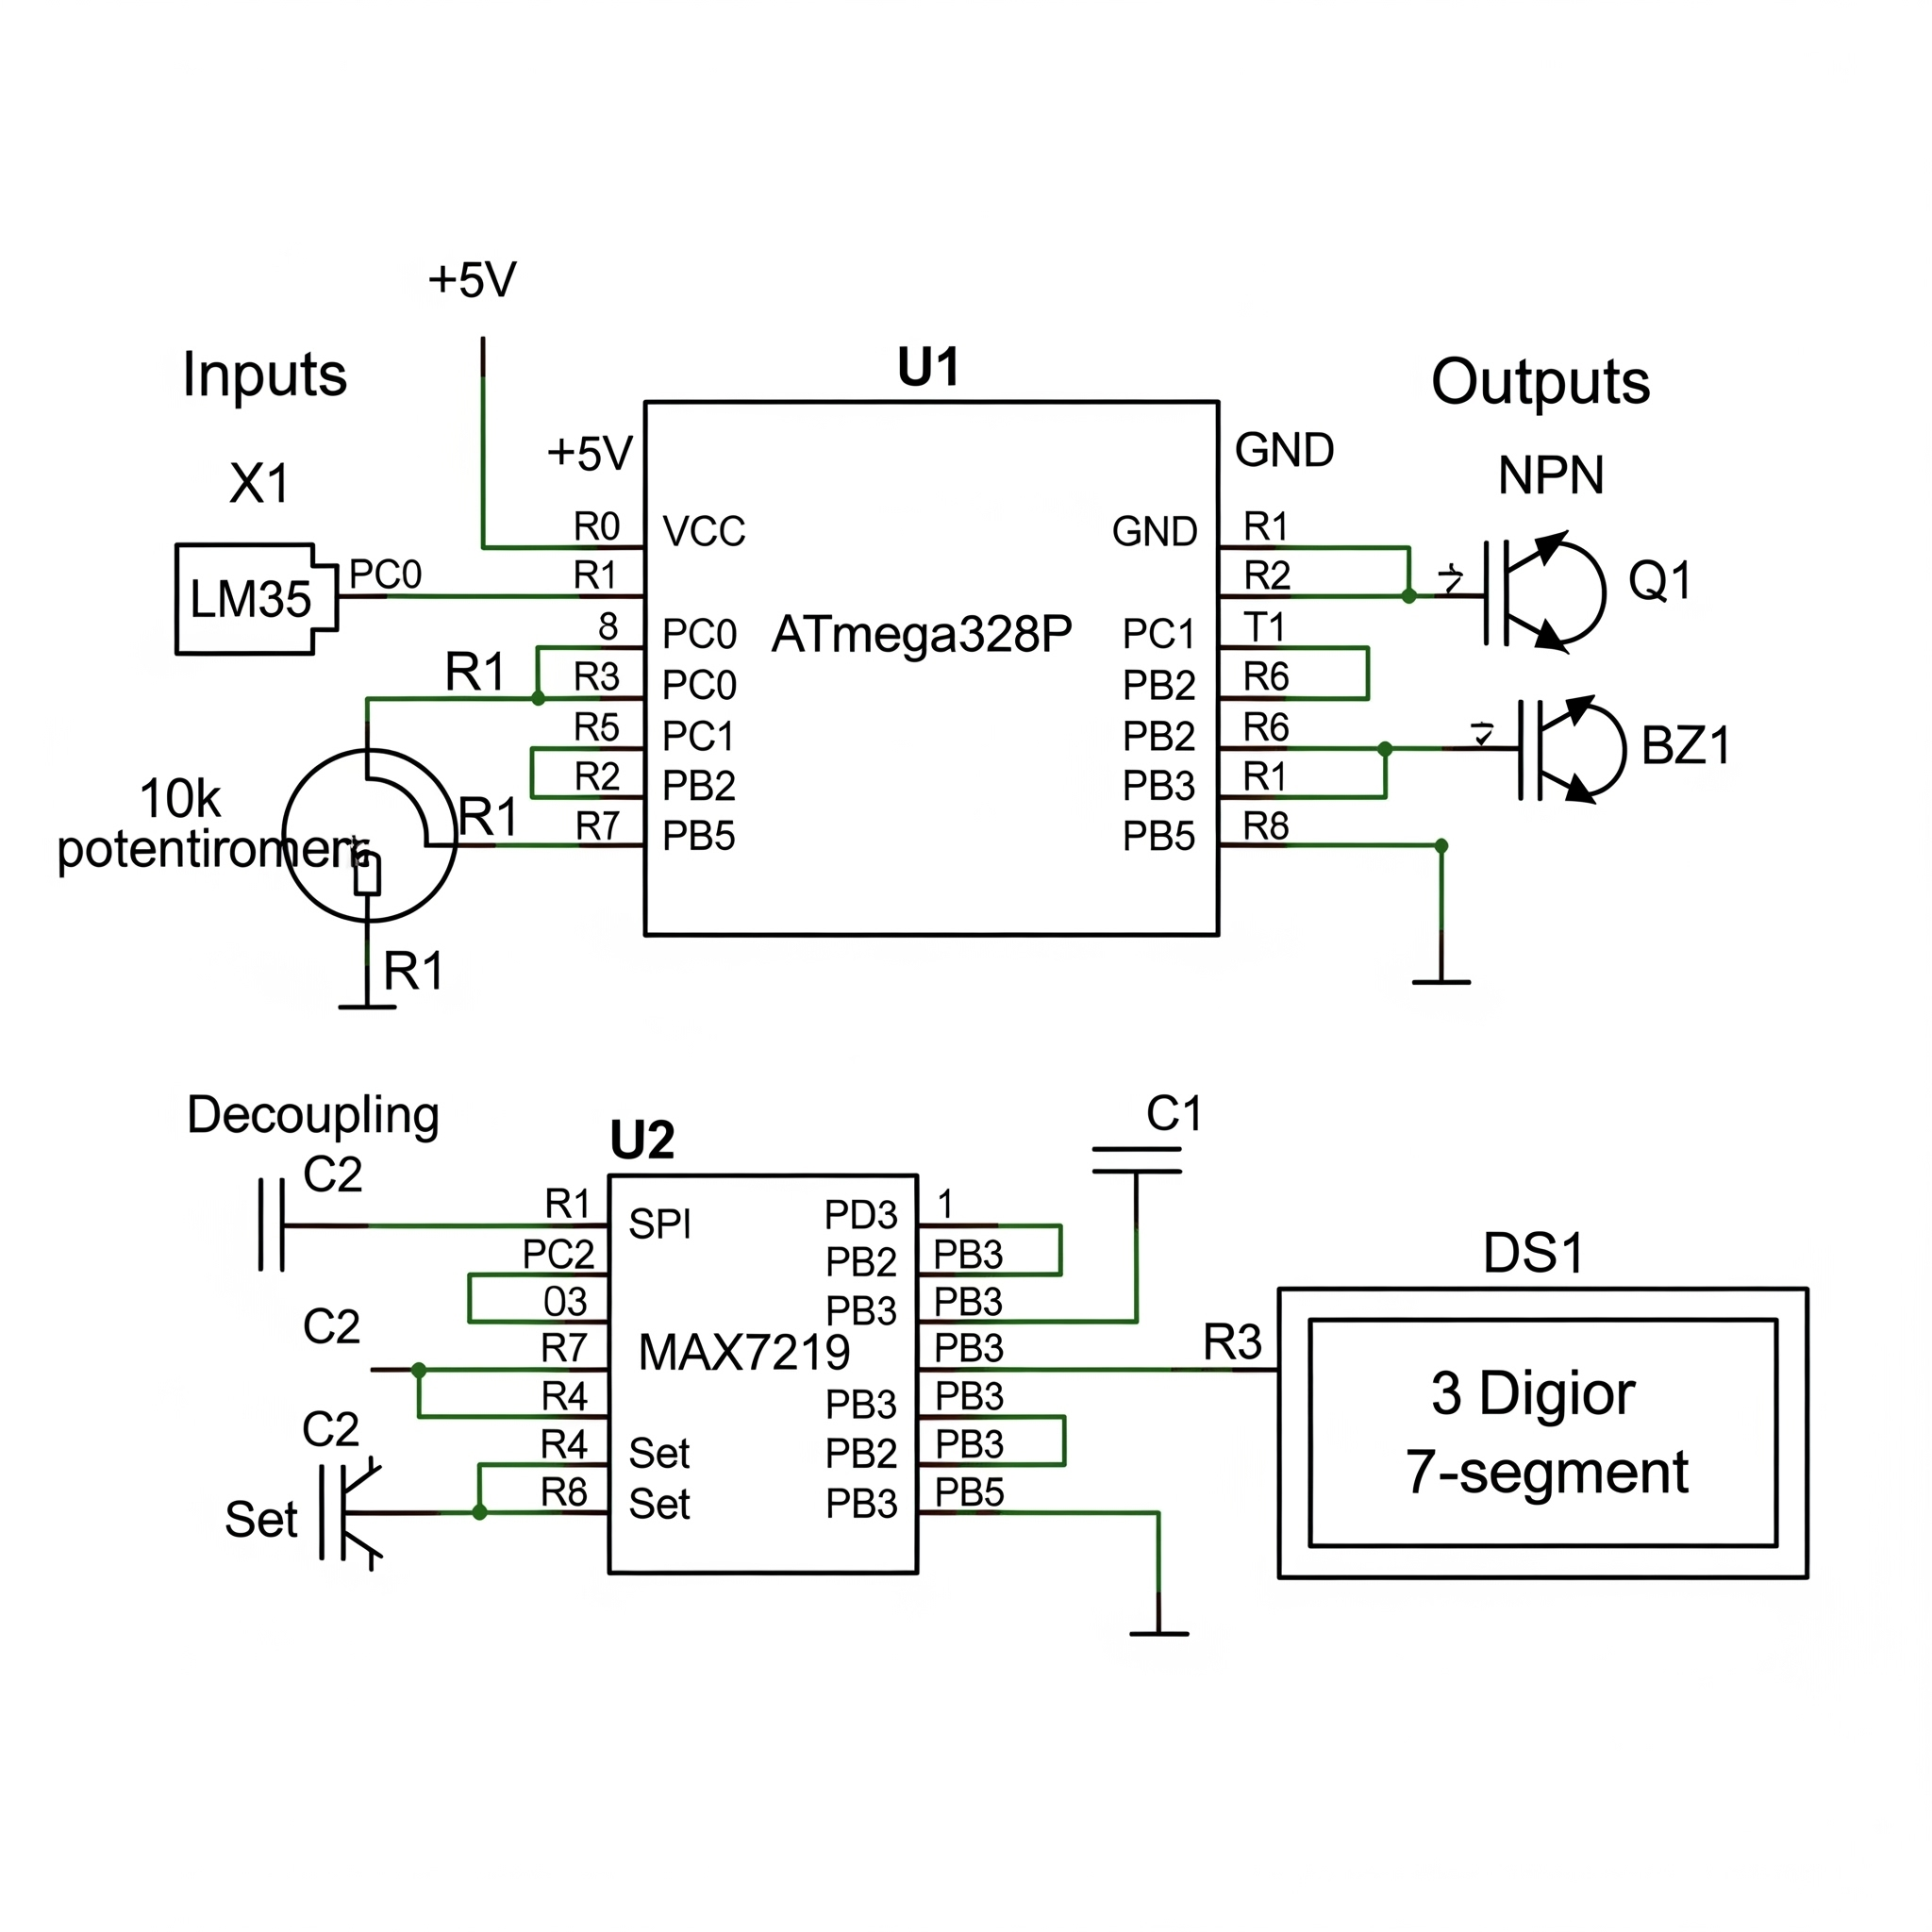 +5V
Inputs
U1
Outputs
+5V
GND
NPN
X1
R0
VCC
GND
R1
LM35
PC0
R1
R2
Q1
8
PC0
ATmega328P
PC1
T1
R1
R3
PC0
PB2
R6
R5
PC1
PB2
R6
BZ1
10k
R2
PB2
PB3
R1
R1
R7
PB5
PB5
R8
R1
Decoupling
C1
U2
C2
R1
SPI
PD3
1
PC2
PB2
PB3
DS1
O3
PB3
PB3
C2
R7
MAX7219
PB3
R3
R4
PB3
PB3
3 Digior
C2
R4
Set
PB2
PB3
7-segment
Set
R8
Set
PB3
PB5